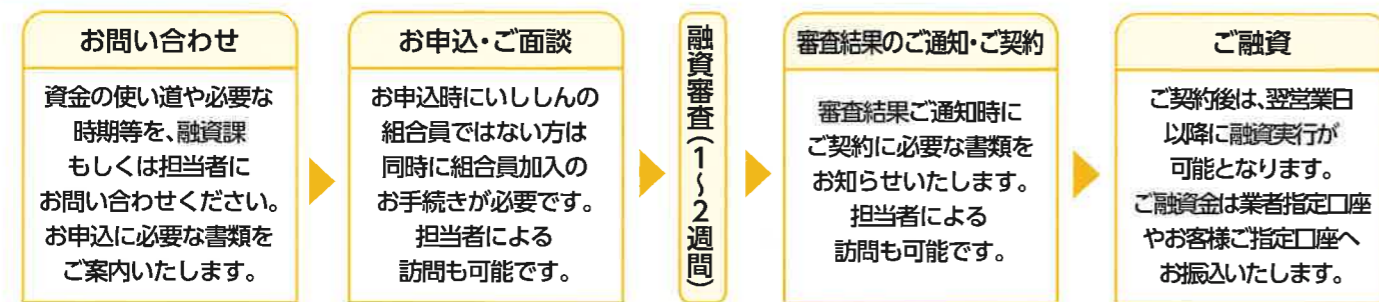 お問い合わせ
資金の使い道や必要な
時期等を、融資課
もしくは担当者に
お問い合わせください。
お申込に必要な書類を
ご案内いたします。
お申込・ご面談
お申込時にいししんの
組合員ではない方は
同時に組合員加入の
お手続きが必要です。
担当者による
訪問も可能です。
融資審査(1〜2週間)
審査結果のご通知・ご契約
審査結果ご通知時に
ご契約に必要な書類を
お知らせいたします。
担当者による
訪問も可能です。
ご融資
ご契約後は、翌営業日
以降に融資実行が
可能となります。
ご融資金は業者指定口座
やお客様ご指定口座へ
お振込いたします。